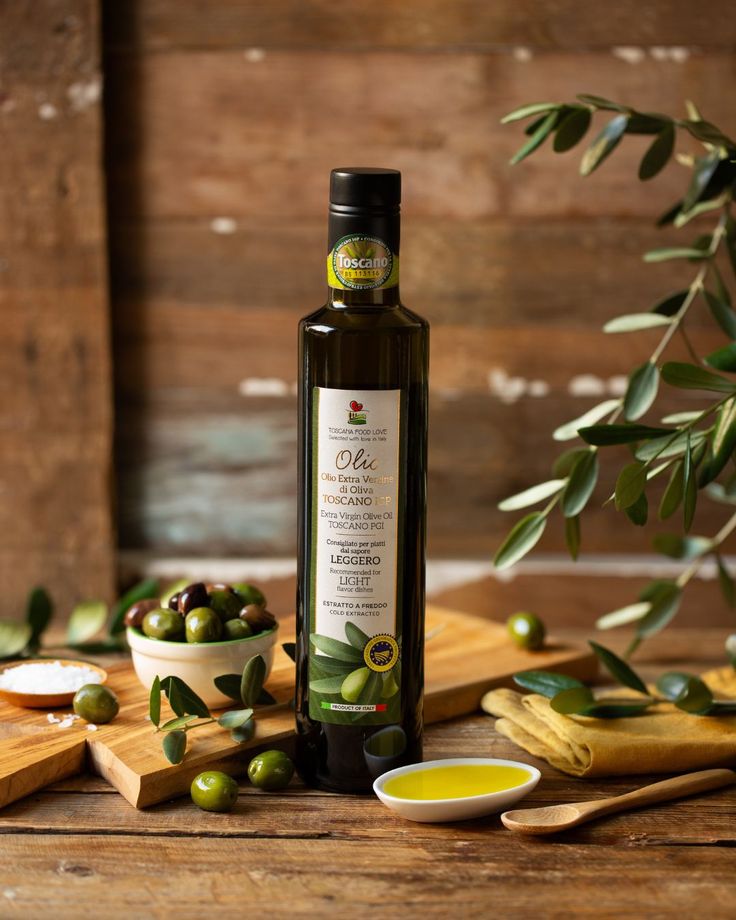 Toscano
TOSCANA FOOD LOVE
Selected with love in Italy
Olio
Olio Extra Vergine
di Oliva
TOSCANO IGP
Extra Virgin Olive Oil
TOSCANO PGI
Consigliato per piatti
dal sapore
LEGGERO
Recommended for
LIGHT
flavor dishes
ESTRATTO A FREDDO
COLD EXTRACTED
PRODUCT OF ITALY